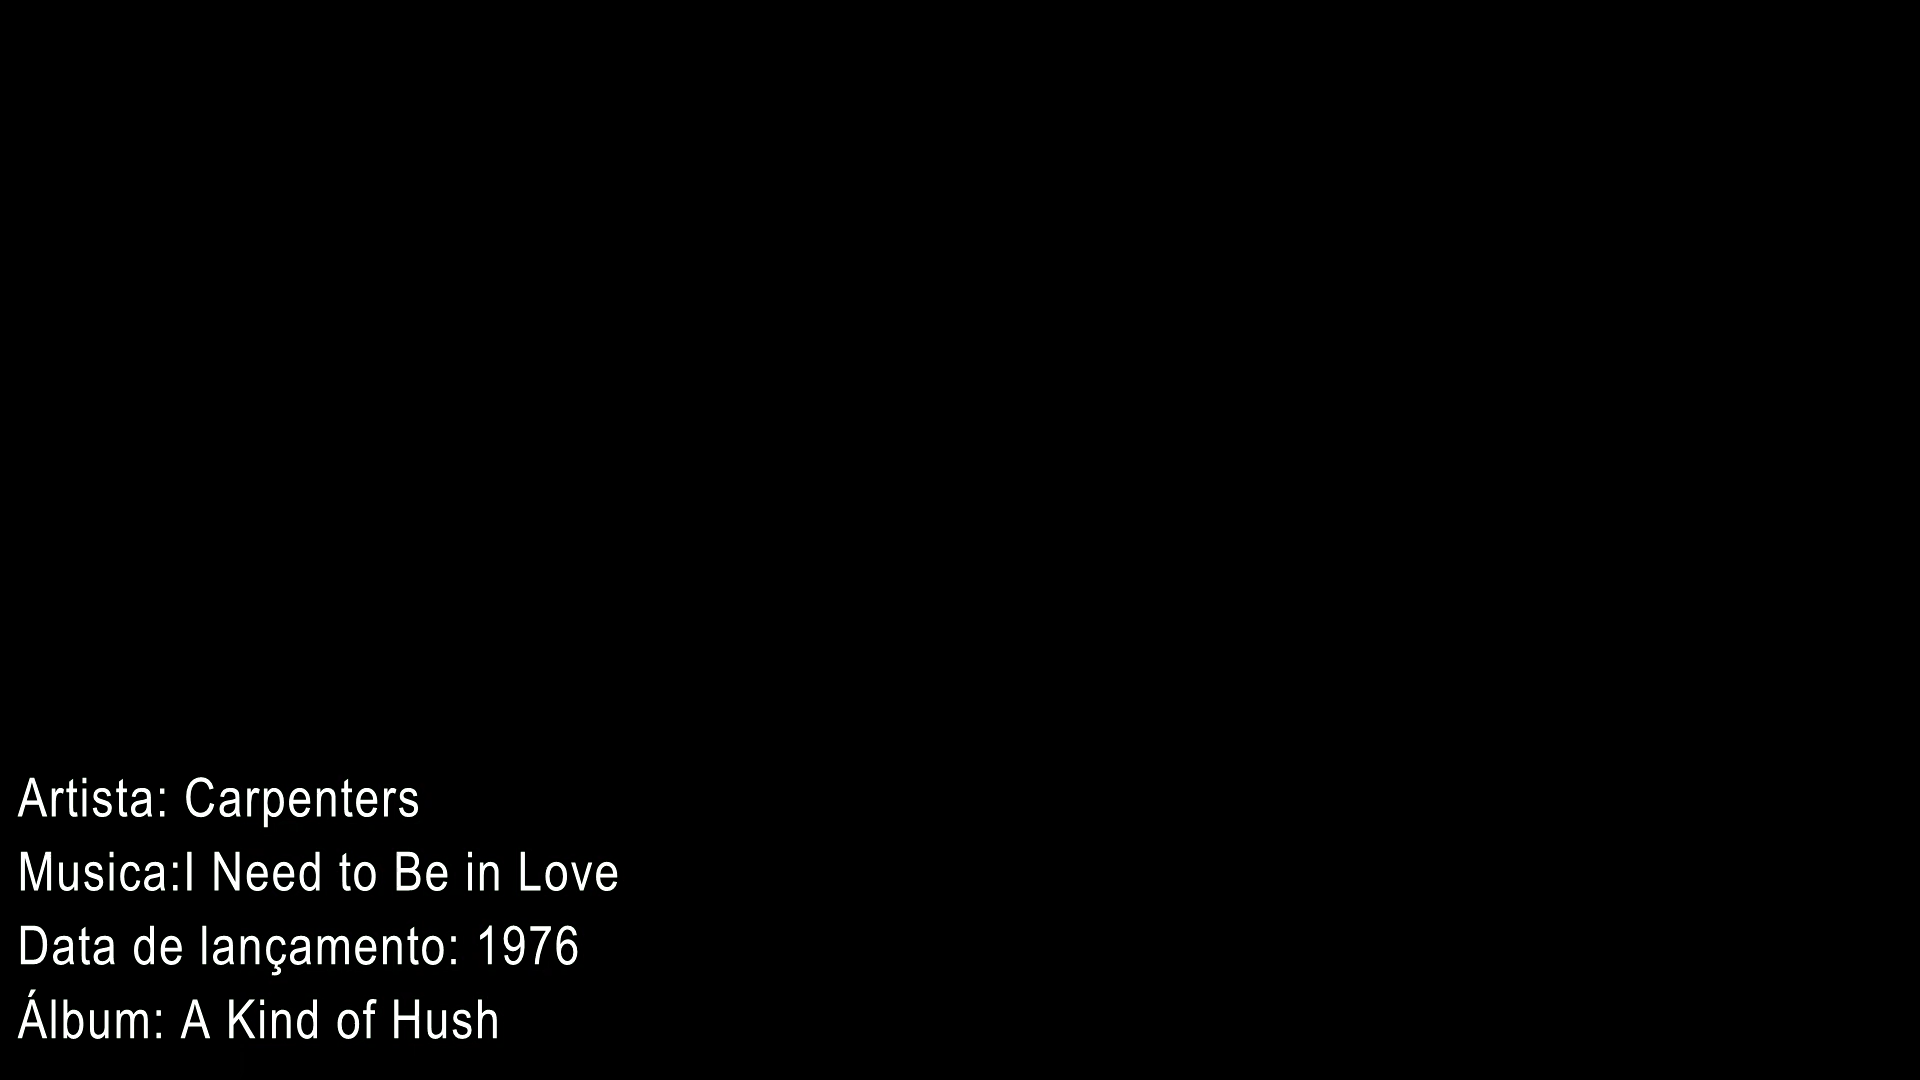 Artista: Carpenters
Musica:I Need to Be in Love
Data de lançamento: 1976
Álbum: A Kind of Hush